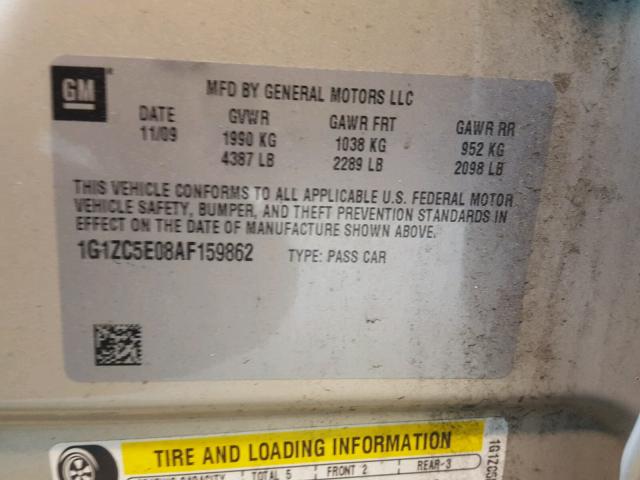 GM
MFD BY GENERAL MOTORS LLC
DATE GVWR GAWR FRT GAWR RR
11/09 1990 KG 1038 KG 952 KG
4387 LB 2289 LB 2098 LB
THIS VEHICLE CONFORMS TO ALL APPLICABLE U.S. FEDERAL MOTOR
VEHICLE SAFETY, BUMPER, AND THEFT PREVENTION STANDARDS IN
EFFECT ON THE DATE OF MANUFACTURE SHOWN ABOVE.
1G1ZC5E08AF159862 TYPE: PASS CAR
TIRE AND LOADING INFORMATION
TOTAL 5 FRONT 2 REAR-3
1G1ZC5